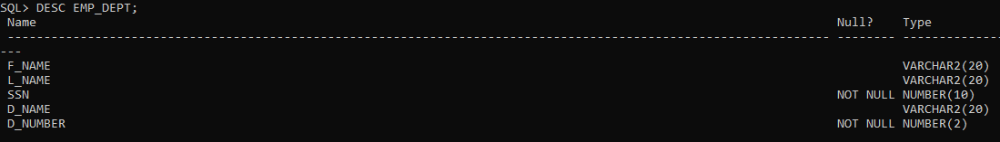 SQL> DESC EMP_DEPT;
Name Null? Type
----------------------------------------------------------------------------------------------------------------- -------- --------------
---
F_NAME VARCHAR2(20)
L_NAME VARCHAR2(20)
SSN NOT NULL NUMBER(10)
D_NAME VARCHAR2(20)
D_NUMBER NOT NULL NUMBER(2)